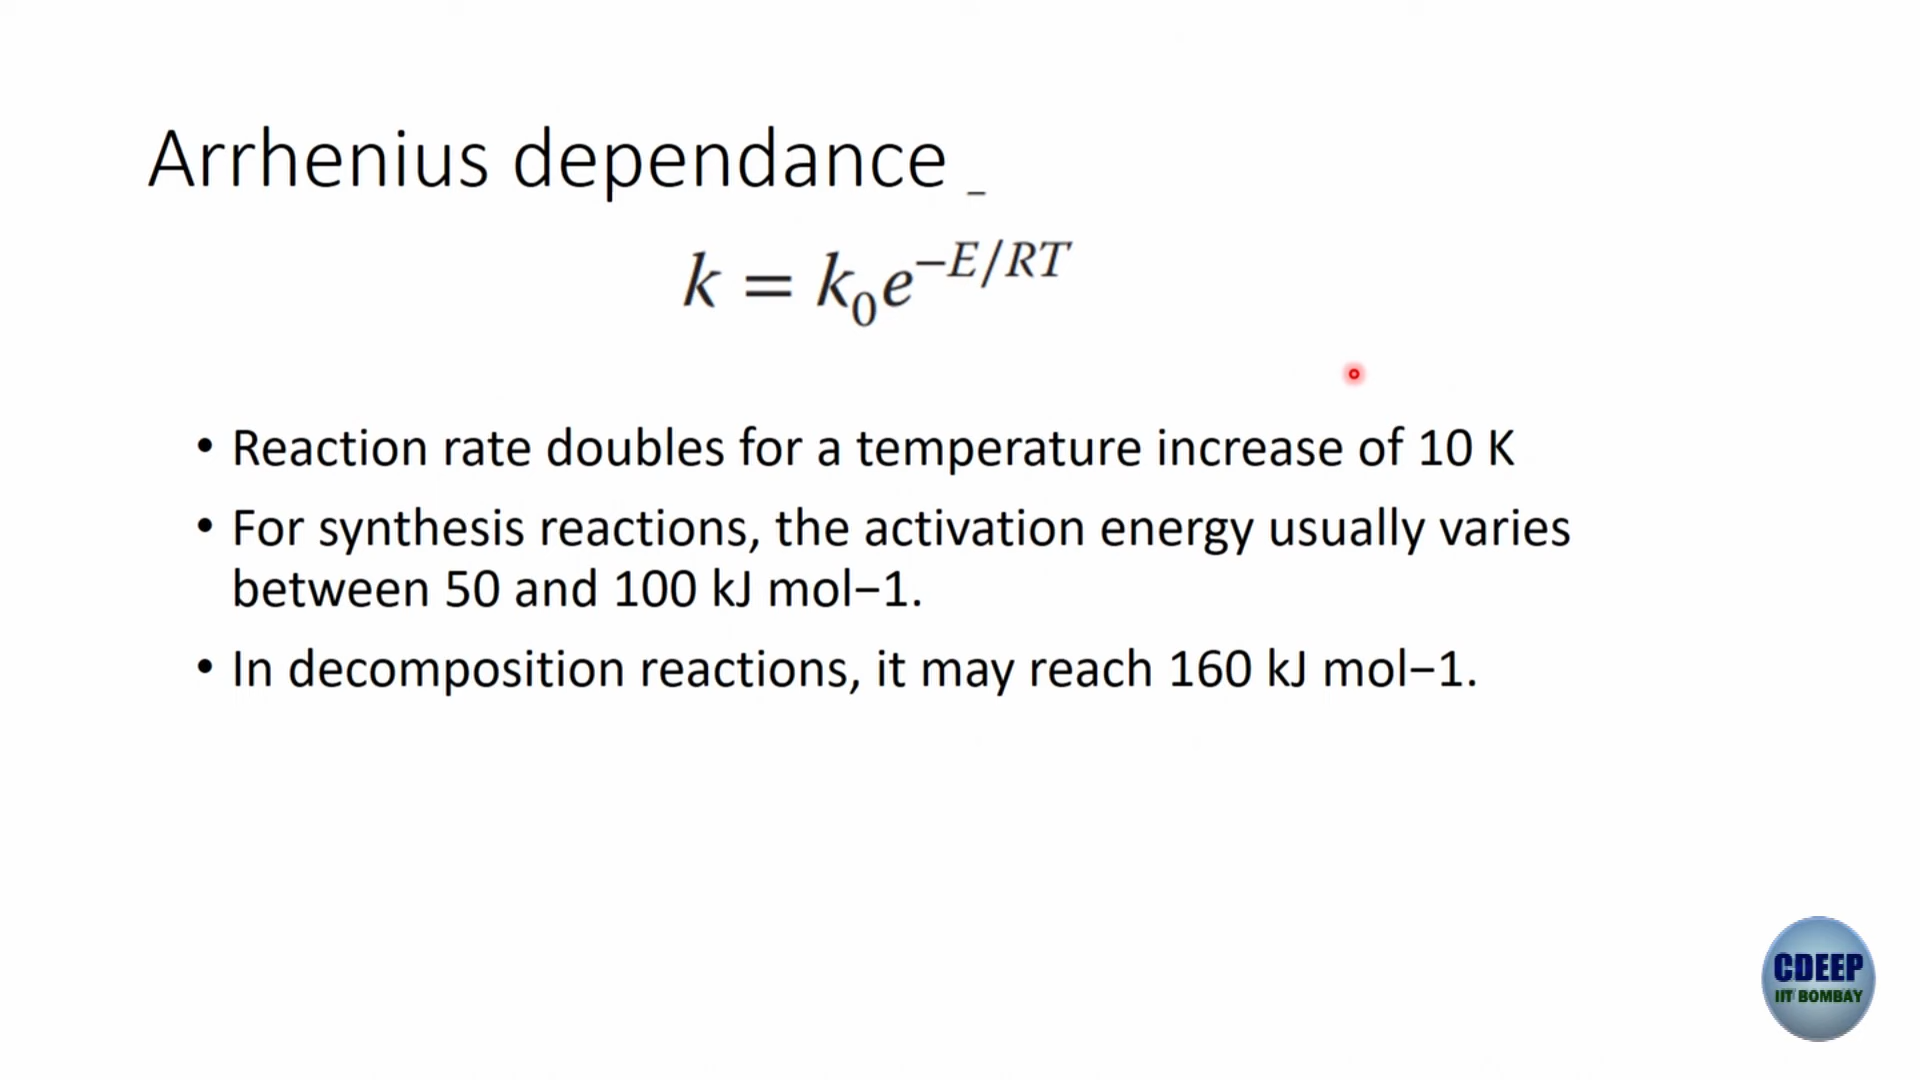 Arrhenius dependance
k = k₀e^{−E/RT}
• Reaction rate doubles for a temperature increase of 10 K
• For synthesis reactions, the activation energy usually varies
between 50 and 100 kJ mol−1.
• In decomposition reactions, it may reach 160 kJ mol−1.
CDEEP
IIT BOMBAY